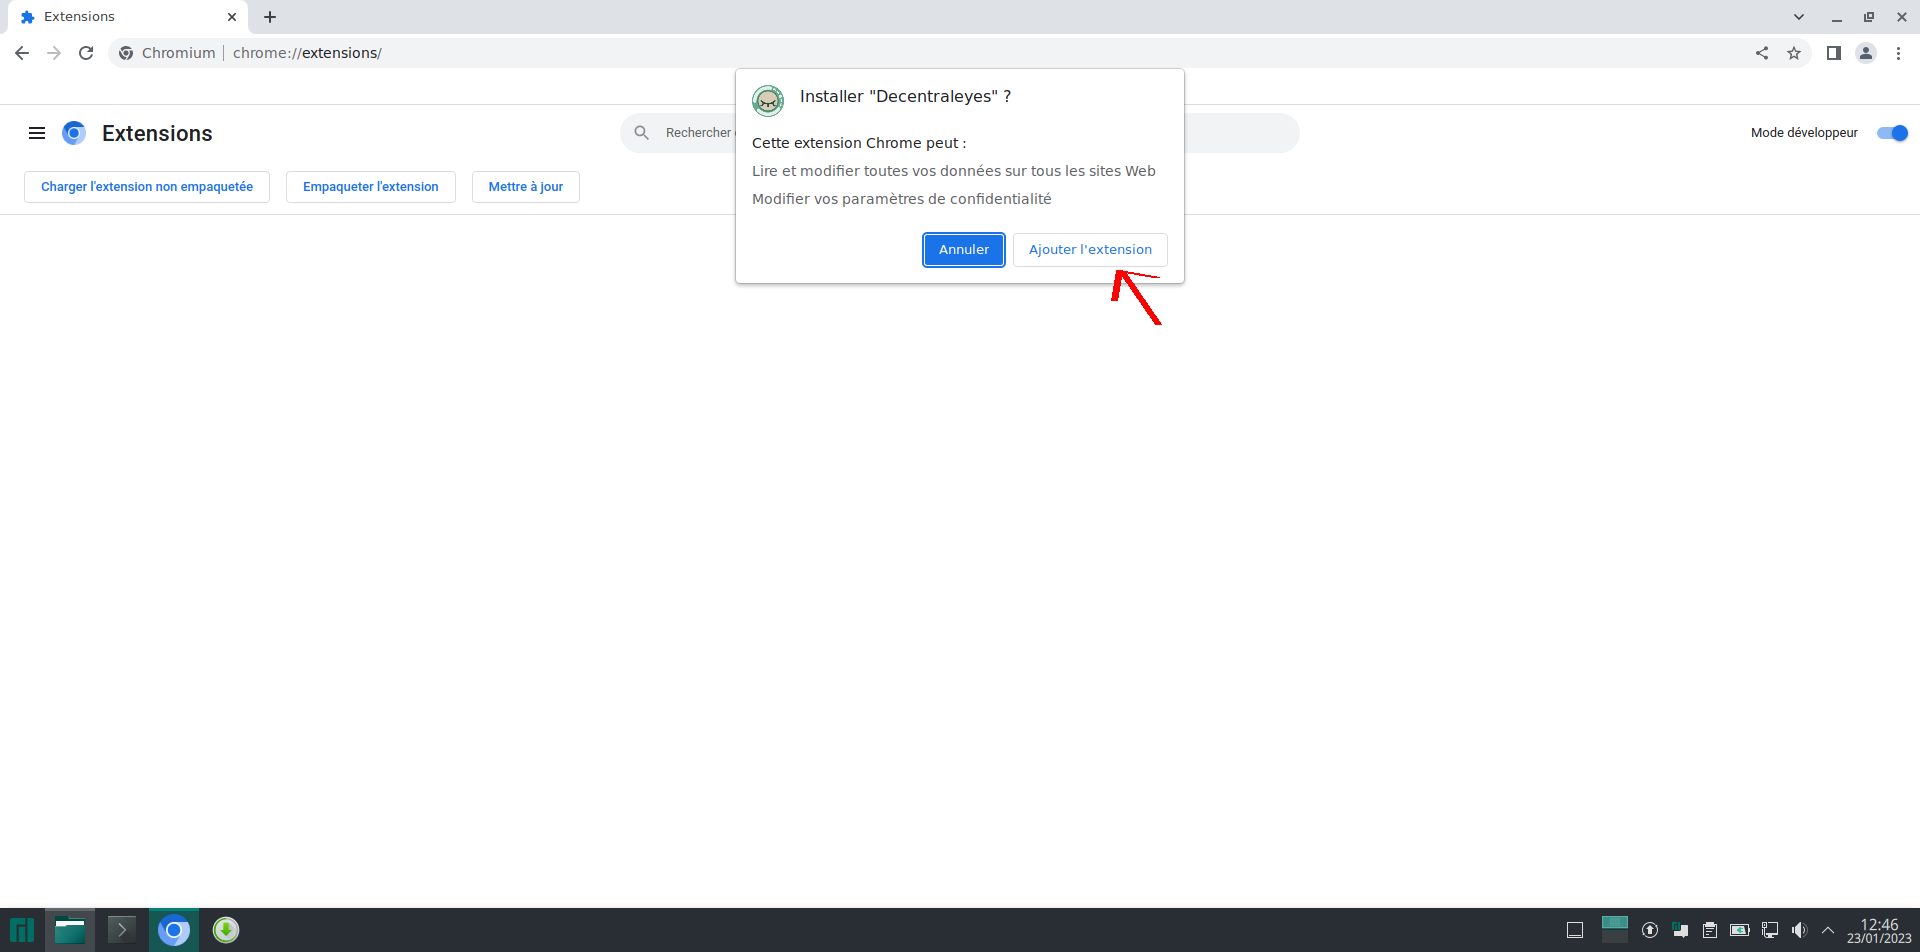 Extensions
Chromium
chrome://extensions/
Installer "Decentraleyes" ?
Extensions
Rechercher
Mode développeur
Cette extension Chrome peut :
Lire et modifier toutes vos données sur tous les sites Web
Modifier vos paramètres de confidentialité
Charger l'extension non empaquetée
Empaqueter l'extension
Mettre à jour
Annuler
Ajouter l'extension
12:46
23/01/2023